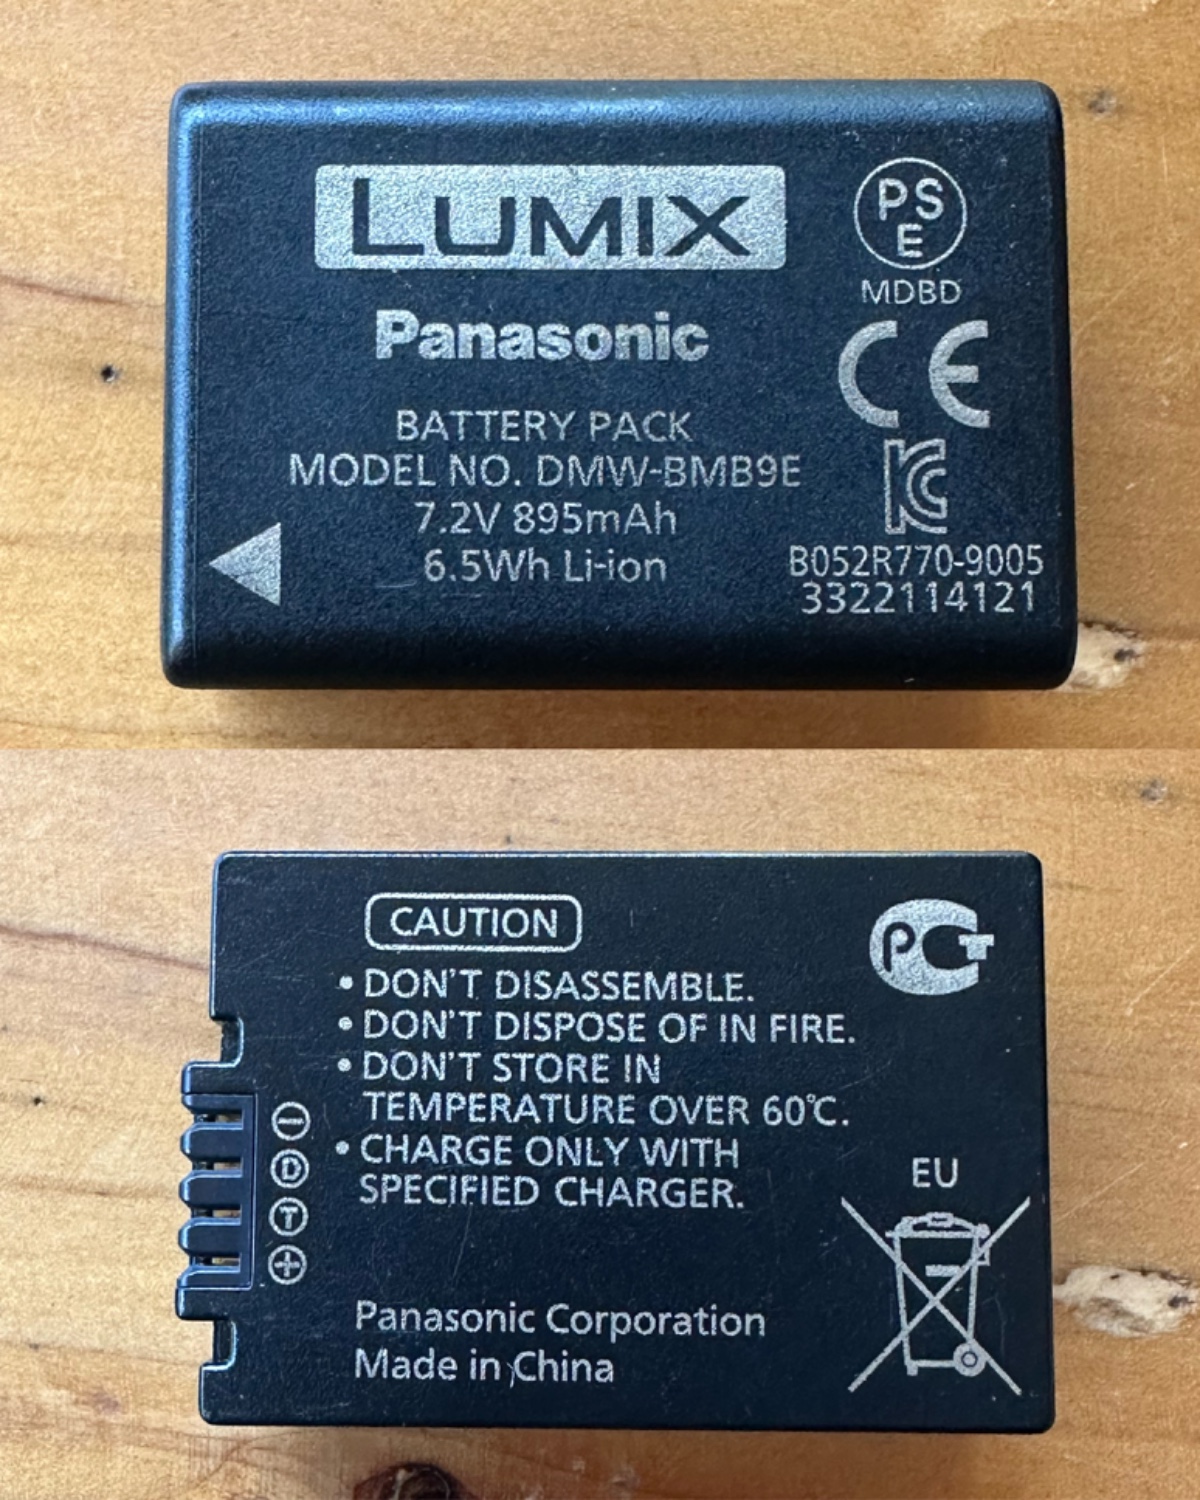 LUMIX
Panasonic
BATTERY PACK
MODEL NO. DMW-BMB9E
7.2V 895mAh
6.5Wh Li-ion
PS
E
MDBD
CE
KC
B052R770-9005
3322114121
CAUTION
• DON'T DISASSEMBLE.
• DON'T DISPOSE OF IN FIRE.
• DON'T STORE IN
TEMPERATURE OVER 60℃.
• CHARGE ONLY WITH
SPECIFIED CHARGER.
Panasonic Corporation
Made in China
PCT
EU
−
D
T
+